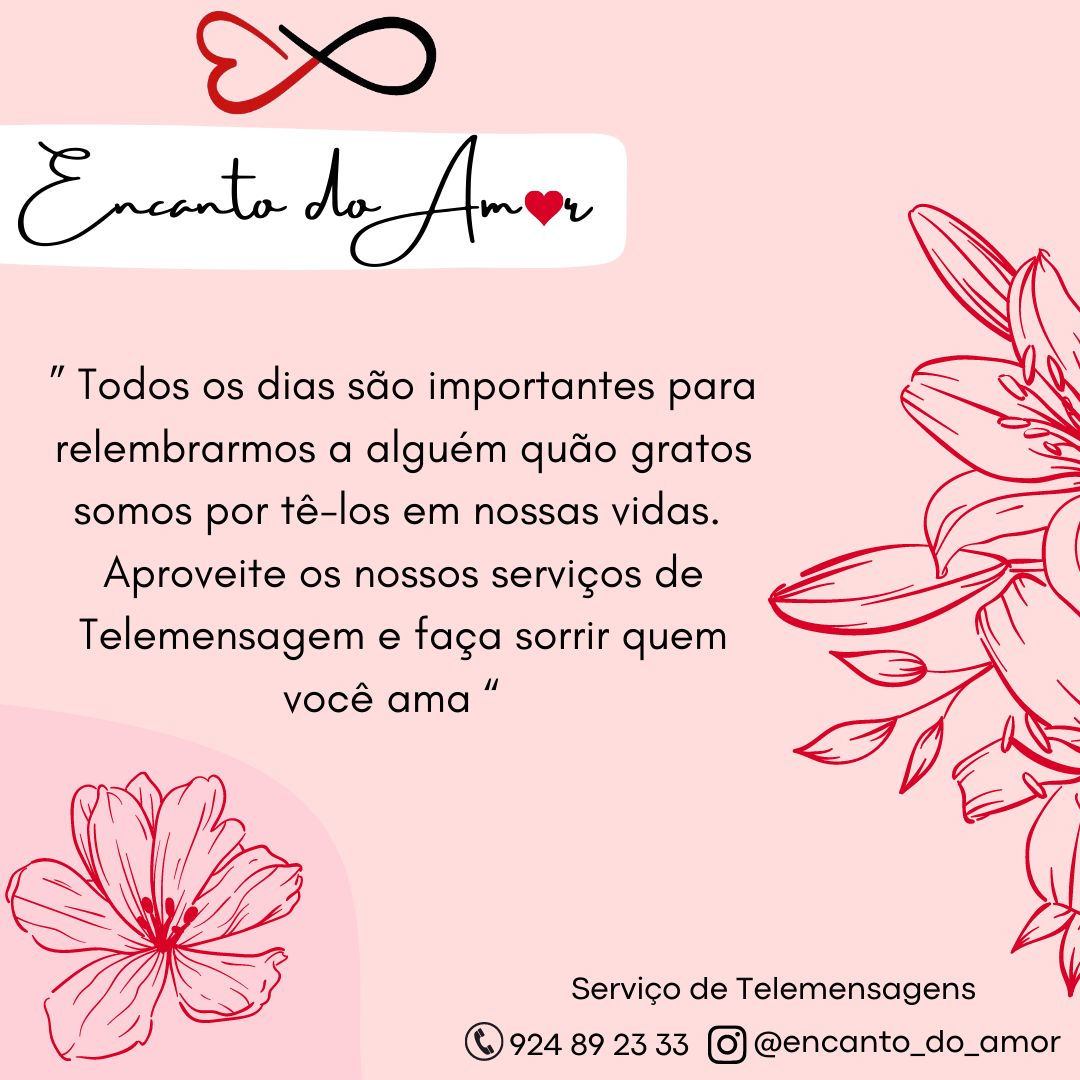 Encanto do Amor
" Todos os dias são importantes para
relembrarmos a alguém quão gratos
somos por tê-los em nossas vidas.
Aproveite os nossos serviços de
Telemensagem e faça sorrir quem
você ama “
Serviço de Telemensagens
924 89 23 33 @encanto_do_amor